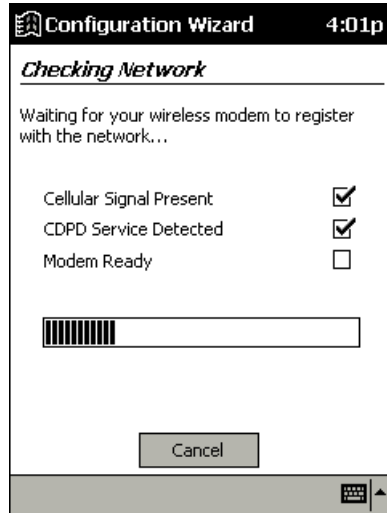 Configuration Wizard 4:01p
Checking Network
Waiting for your wireless modem to register
with the network...
Cellular Signal Present
CDPD Service Detected
Modem Ready
Cancel